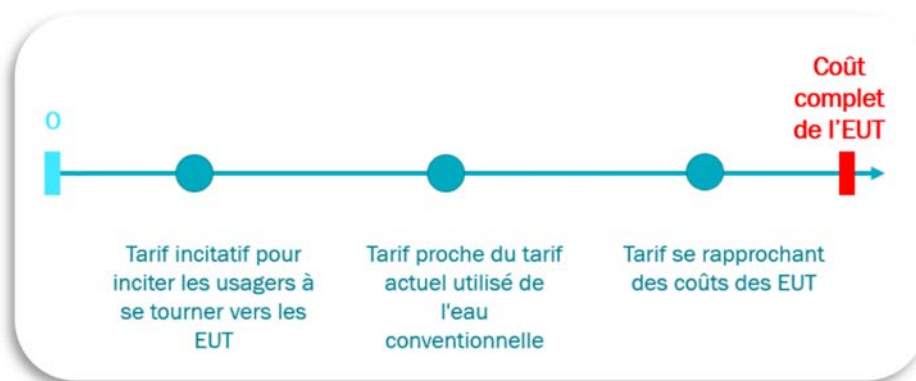 Coût
complet
de l'EUT
0
Tarif incitatif pour
inciter les usagers à
se tourner vers les
EUT
Tarif proche du tarif
actuel utilisé de
l'eau
conventionnelle
Tarif se rapprochant
des coûts des EUT